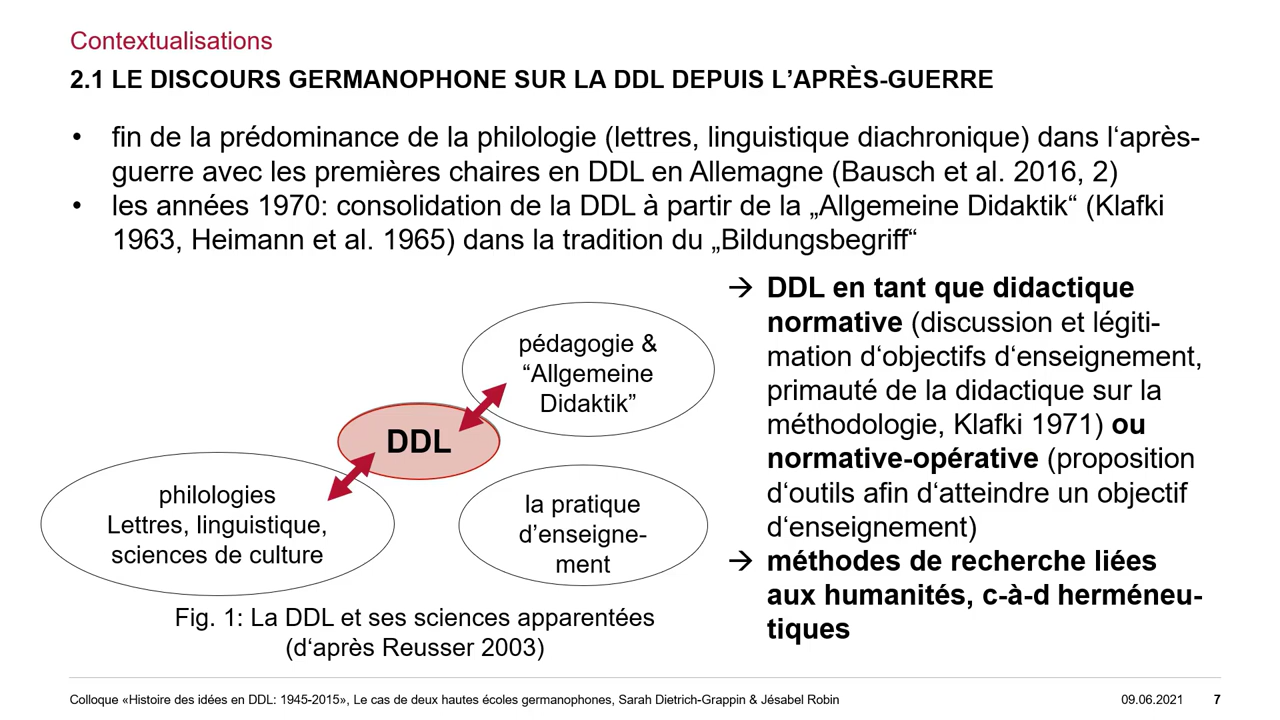 Contextualisations
2.1 LE DISCOURS GERMANOPHONE SUR LA DDL DEPUIS L’APRÈS-GUERRE
• fin de la prédominance de la philologie (lettres, linguistique diachronique) dans l‘après-
guerre avec les premières chaires en DDL en Allemagne (Bausch et al. 2016, 2)
• les années 1970: consolidation de la DDL à partir de la „Allgemeine Didaktik“ (Klafki
1963, Heimann et al. 1965) dans la tradition du „Bildungsbegriff“
pédagogie &
“Allgemeine
Didaktik”
DDL
philologies
Lettres, linguistique,
sciences de culture
la pratique
d’enseigne-
ment
Fig. 1: La DDL et ses sciences apparentées
(d‘après Reusser 2003)
→ DDL en tant que didactique
normative (discussion et légiti-
mation d‘objectifs d‘enseignement,
primauté de la didactique sur la
méthodologie, Klafki 1971) ou
normative-opérative (proposition
d‘outils afin d‘atteindre un objectif
d‘enseignement)
→ méthodes de recherche liées
aux humanités, c-à-d herméneu-
tiques
Colloque «Histoire des idées en DDL: 1945-2015», Le cas de deux hautes écoles germanophones, Sarah Dietrich-Grappin & Jésabel Robin
09.06.2021
7